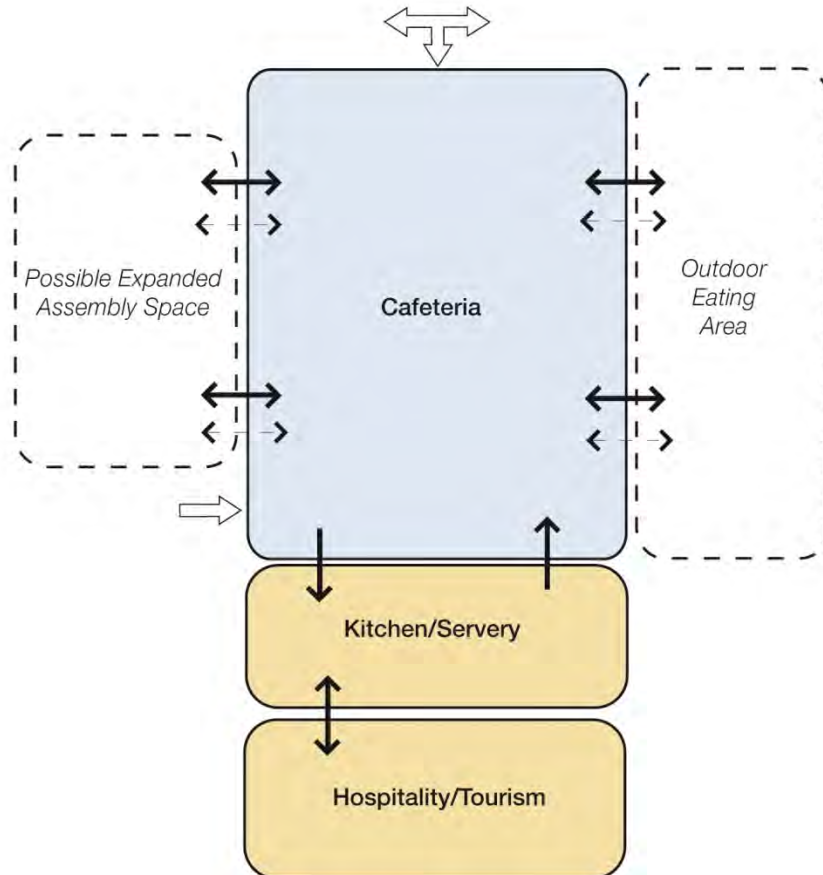 Possible Expanded
Assembly Space
Cafeteria
Outdoor
Eating
Area
Kitchen/Servery
Hospitality/Tourism